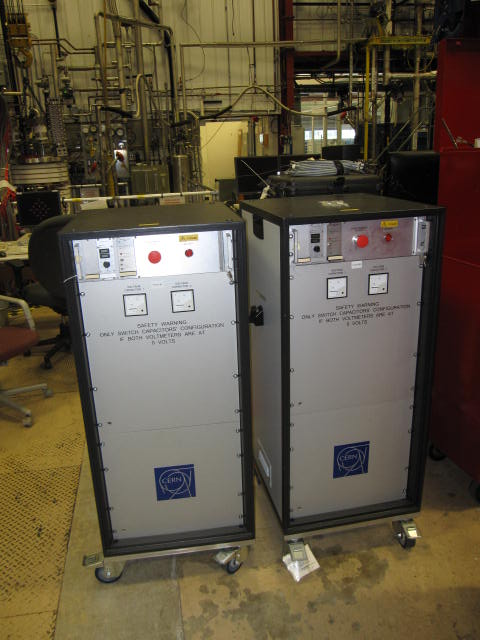 SAFETY WARNING
ONLY SWITCH CAPACITORS' CONFIGURATION
IF BOTH VOLTMETERS ARE AT
0 VOLTS
CERN
SAFETY WARNING
ONLY SWITCH CAPACITORS' CONFIGURATION
IF BOTH VOLTMETERS ARE AT
0 VOLTS
CERN